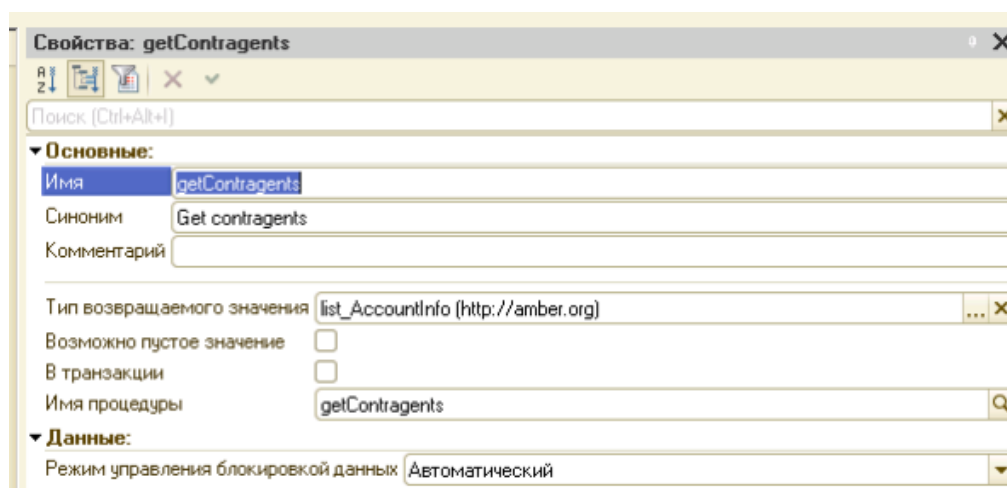 Свойства: getContragents
Поиск (Ctrl+Alt+I)
Основные:
Имя getContragents
Синоним Get contragents
Комментарий
Тип возвращаемого значения list_AccountInfo (http://amber.org) ...
Возможно пустое значение
В транзакции
Имя процедуры getContragents
Данные:
Режим управления блокировкой данных Автоматический